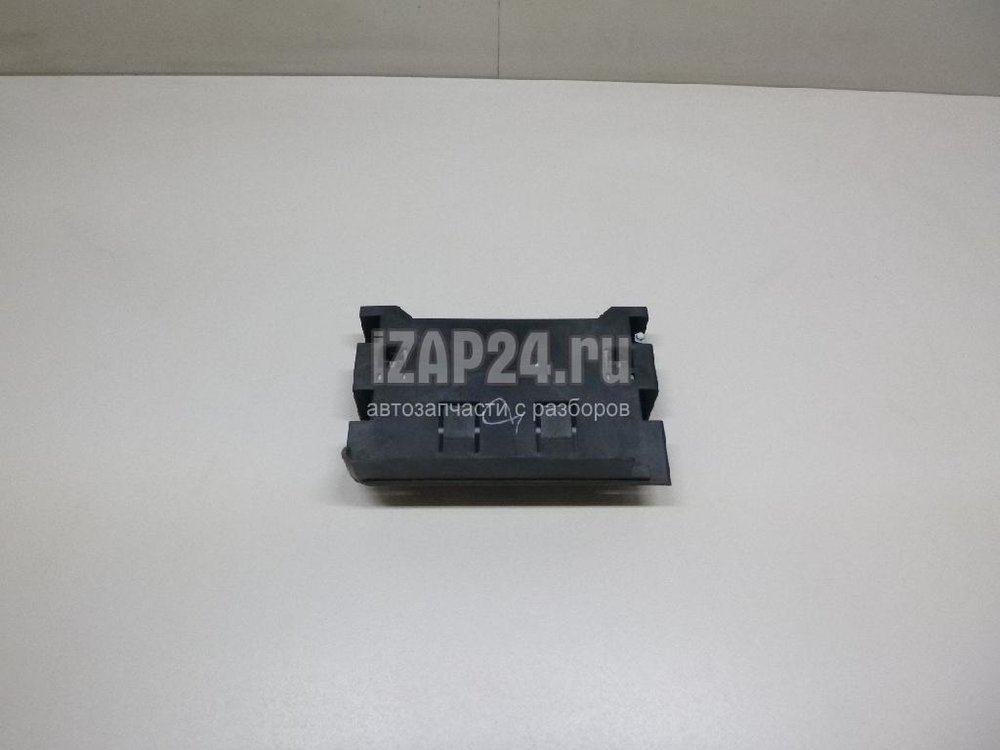 iZAP24.ru
автозапчасти с разборов